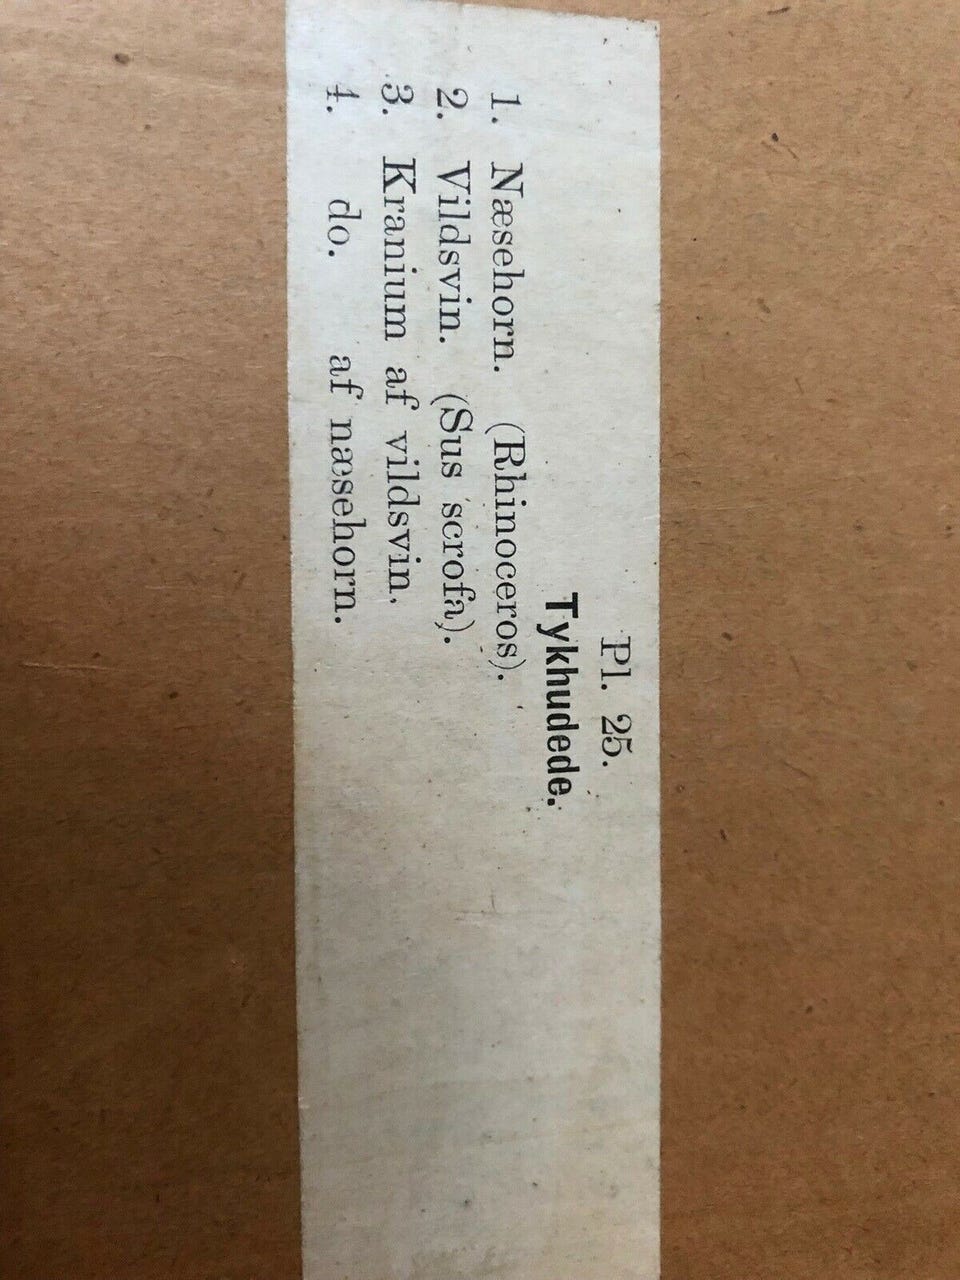 Pl. 25.
Tykhudede.
1. Næsehorn. (Rhinoceros).
2. Vildsvin. (Sus scrofa).
3. Kranium af vildsvin.
4. do. af næsehorn.